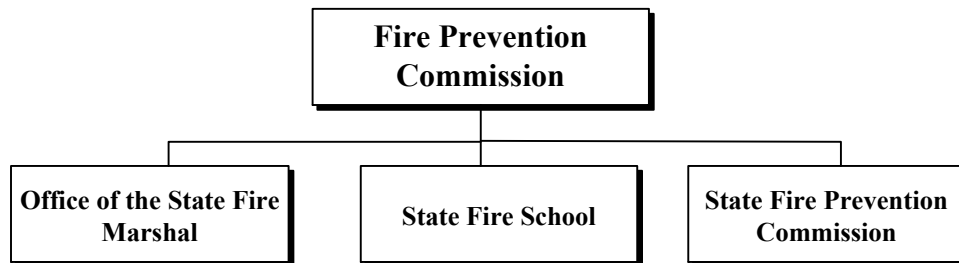 Fire Prevention
Commission
Office of the State Fire
Marshal
State Fire School
State Fire Prevention
Commission